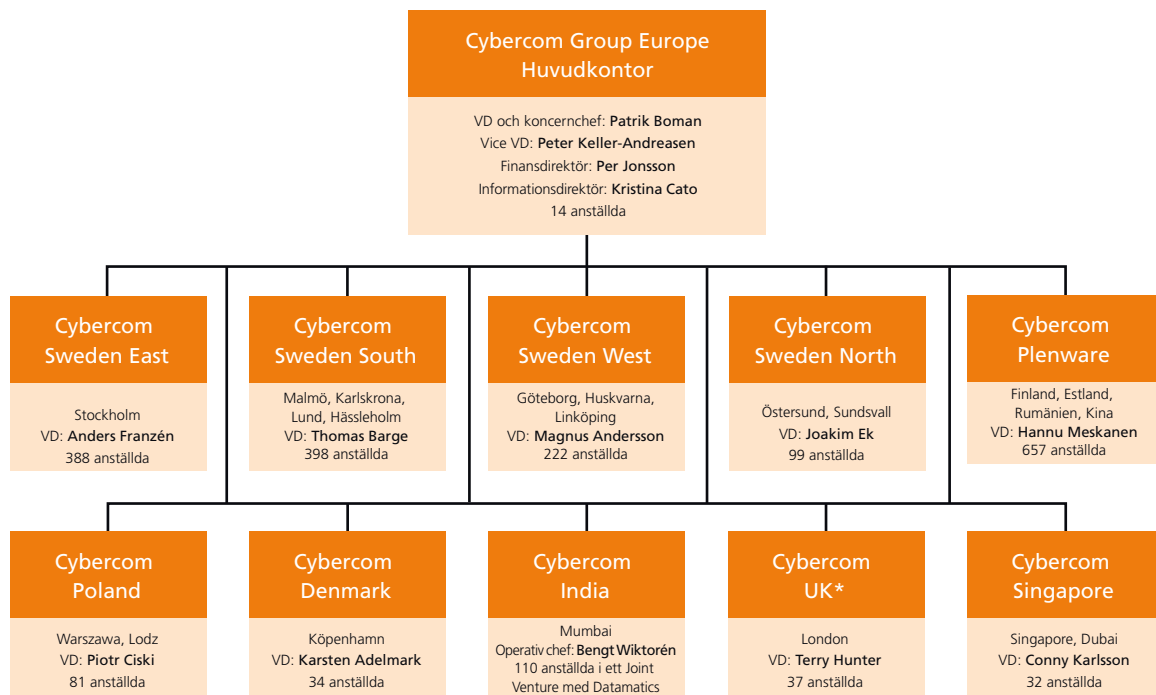 Cybercom Group Europe
Huvudkontor
VD och koncernchef: Patrik Boman
Vice VD: Peter Keller-Andreasen
Finansdirektör: Per Jonsson
Informationsdirektör: Kristina Cato
14 anställda
Cybercom
Sweden East
Stockholm
VD: Anders Franzén
388 anställda
Cybercom
Sweden South
Malmö, Karlskrona,
Lund, Hässleholm
VD: Thomas Barge
398 anställda
Cybercom
Sweden West
Göteborg, Huskvarna,
Linköping
VD: Magnus Andersson
222 anställda
Cybercom
Sweden North
Östersund, Sundsvall
VD: Joakim Ek
99 anställda
Cybercom
Plenware
Finland, Estland,
Rumänien, Kina
VD: Hannu Meskanen
657 anställda
Cybercom
Poland
Warszawa, Lodz
VD: Piotr Ciski
81 anställda
Cybercom
Denmark
Köpenhamn
VD: Karsten Adelmark
34 anställda
Cybercom
India
Mumbai
Operativ chef: Bengt Wiktorén
110 anställda i ett Joint
Venture med Datamatics
Cybercom
UK*
London
VD: Terry Hunter
37 anställda
Cybercom
Singapore
Singapore, Dubai
VD: Conny Karlsson
32 anställda